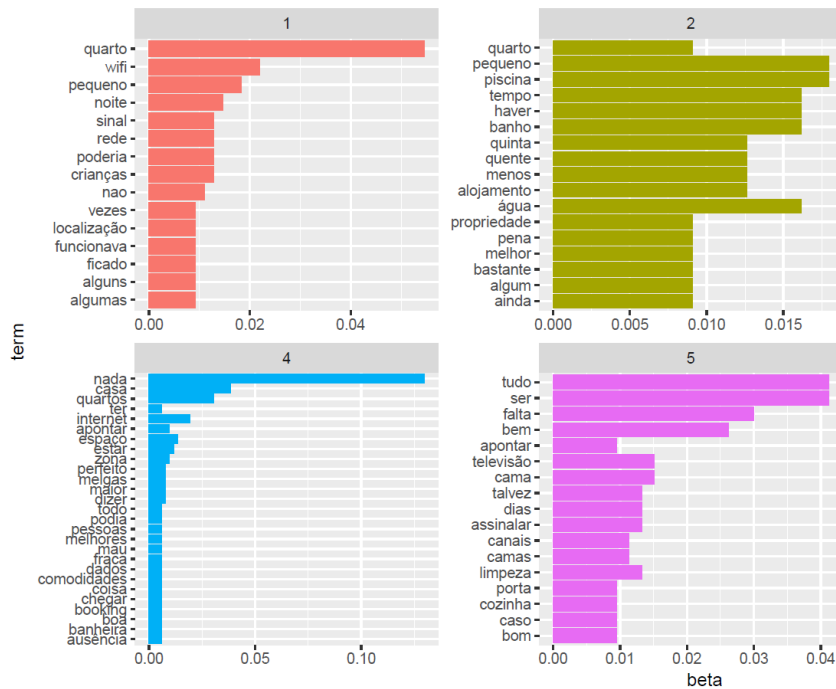 1
quarto
wifi
pequeno
noite
sinal
rede
poderia
crianças
nao
vezes
localização
funcionava
ficado
alguns
algumas
0.00 0.02 0.04
2
quarto
pequeno
piscina
tempo
haver
banho
quinta
quente
menos
alojamento
água
propriedade
pena
melhor
bastante
algum
ainda
0.000 0.005 0.010 0.015
term
4
nada
casa
quartos
ter
internet
apontar
espaço
estar
zona
perfeito
melgas
maior
dizer
todo
podia
pessoas
melhores
mau
fraca
dados
comodidades
coisa
chegar
booking
boa
banheira
ausência
0.00 0.05 0.10
5
tudo
ser
falta
bem
apontar
televisão
cama
talvez
dias
assinalar
canais
camas
limpeza
porta
cozinha
caso
bom
0.00 0.01 0.02 0.03 0.04
beta